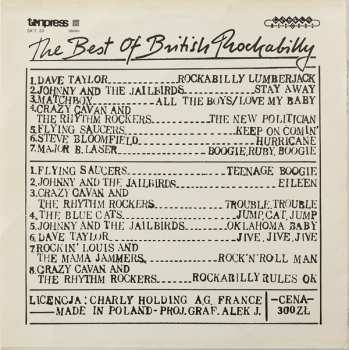 tonpress
SX-T 33 stereo
The Best Of British Rockabilly
1. DAVE TAYLOR ROCKABILLY LUMBERJACK
2. JOHNNY AND THE JAILBIRDS STAY AWAY
3. MATCHBOX ALL THE BOYS/LOVE MY BABY
4. CRAZY CAVAN AND
THE RHYTHM ROCKERS THE NEW POLITICIAN
5. FLYING SAUCERS KEEP ON COMIN'
6. STEVE BLOOMFIELD HURRICANE
7. MAJOR B. LASER BOOGIE, RUBY, BOOGIE
1. FLYING SAUCERS TEENAGE BOOGIE
2. JOHNNY AND THE JAILBIRDS EILEEN
3. CRAZY CAVAN AND
THE RHYTHM ROCKERS TROUBLE, TROUBLE
4. THE BLUE CATS JUMP, CAT, JUMP
5. JOHNNY AND THE JAILBIRDS OKLAHOMA BABY
6. DAVE TAYLOR JIVE, JIVE, JIVE
7. ROCKIN' LOUIS AND
THE MAMA JAMMERS ROCK'N'ROLL MAN
8. CRAZY CAVAN AND
THE RHYTHM ROCKERS ROCKABILLY RULES OK
LICENCJA: CHARLY HOLDING A.G. FRANCE
MADE IN POLAND - PROJ. GRAF. ALEK J.
-CENA-
300ZŁ